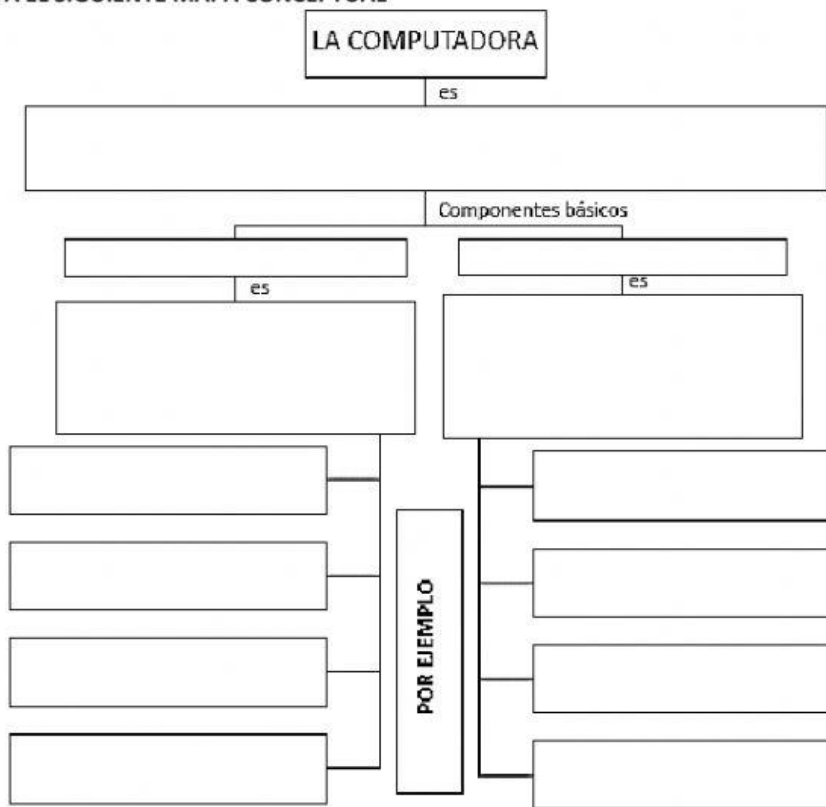 LA COMPUTADORA
es
Componentes básicos
es
es
POR EJEMPLO